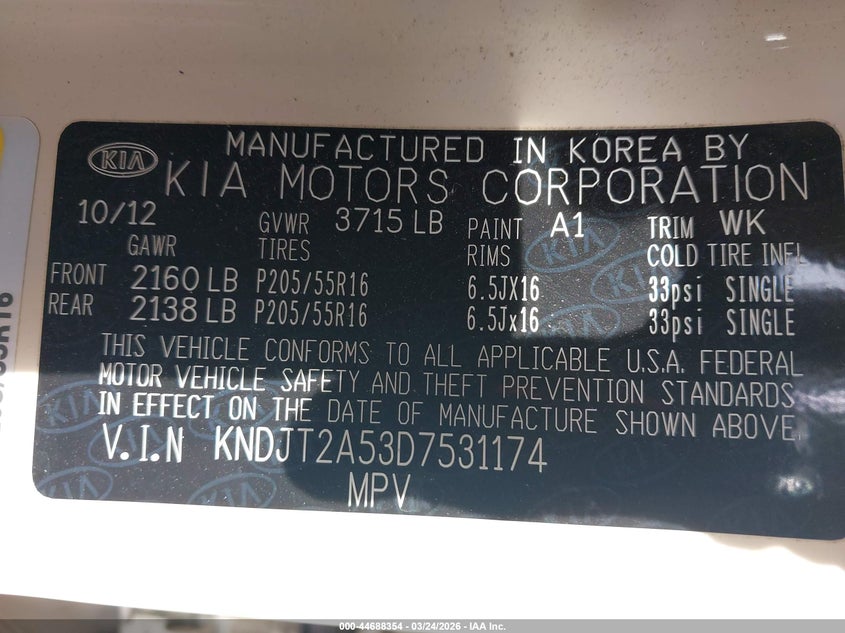 KIA
MANUFACTURED IN KOREA BY
KIA MOTORS CORPORATION
10/12 GVWR 3715 LB PAINT A1 TRIM WK
GAWR TIRES RIMS COLD TIRE INFL
FRONT 2160 LB P205/55R16 6.5JX16 33psi SINGLE
REAR 2138 LB P205/55R16 6.5Jx16 33psi SINGLE
THIS VEHICLE CONFORMS TO ALL APPLICABLE U.S.A. FEDERAL
MOTOR VEHICLE SAFETY AND THEFT PREVENTION STANDARDS
IN EFFECT ON THE DATE OF MANUFACTURE SHOWN ABOVE.
V.I.N KNDJT2A53D7531174
MPV
000-44688354 - 03/24/2026 - IAA Inc.